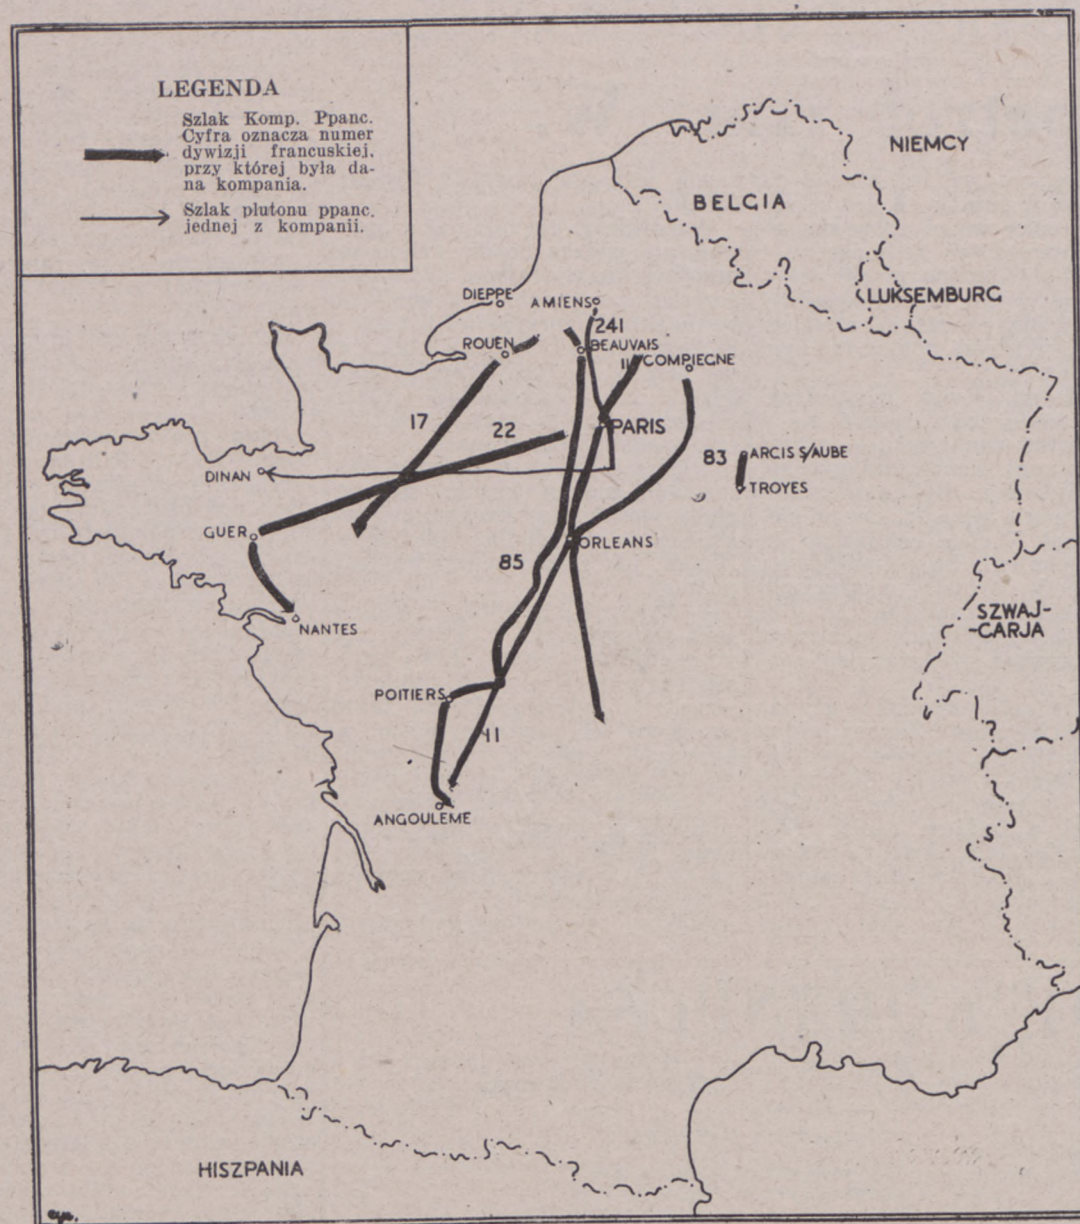 LEGENDA
Szlak Komp. Ppanc.
Cyfra oznacza numer
dywizji francuskiej.
przy której była da-
na kompania.
Szlak plutonu ppanc.
jednej z kompanii.
NIEMCY
BELGIA
LUKSEMBURG
DIEPPE
AMIENS
241
ROUEN
BEAUVAIS
11
COMPIEGNE
17
22
PARIS
83
ARCIS S/AUBE
DINAN
TROYES
GUER
ORLEANS
85
SZWAJ-
-CARJA
NANTES
POITIERS
11
ANGOULEME
HISZPANIA